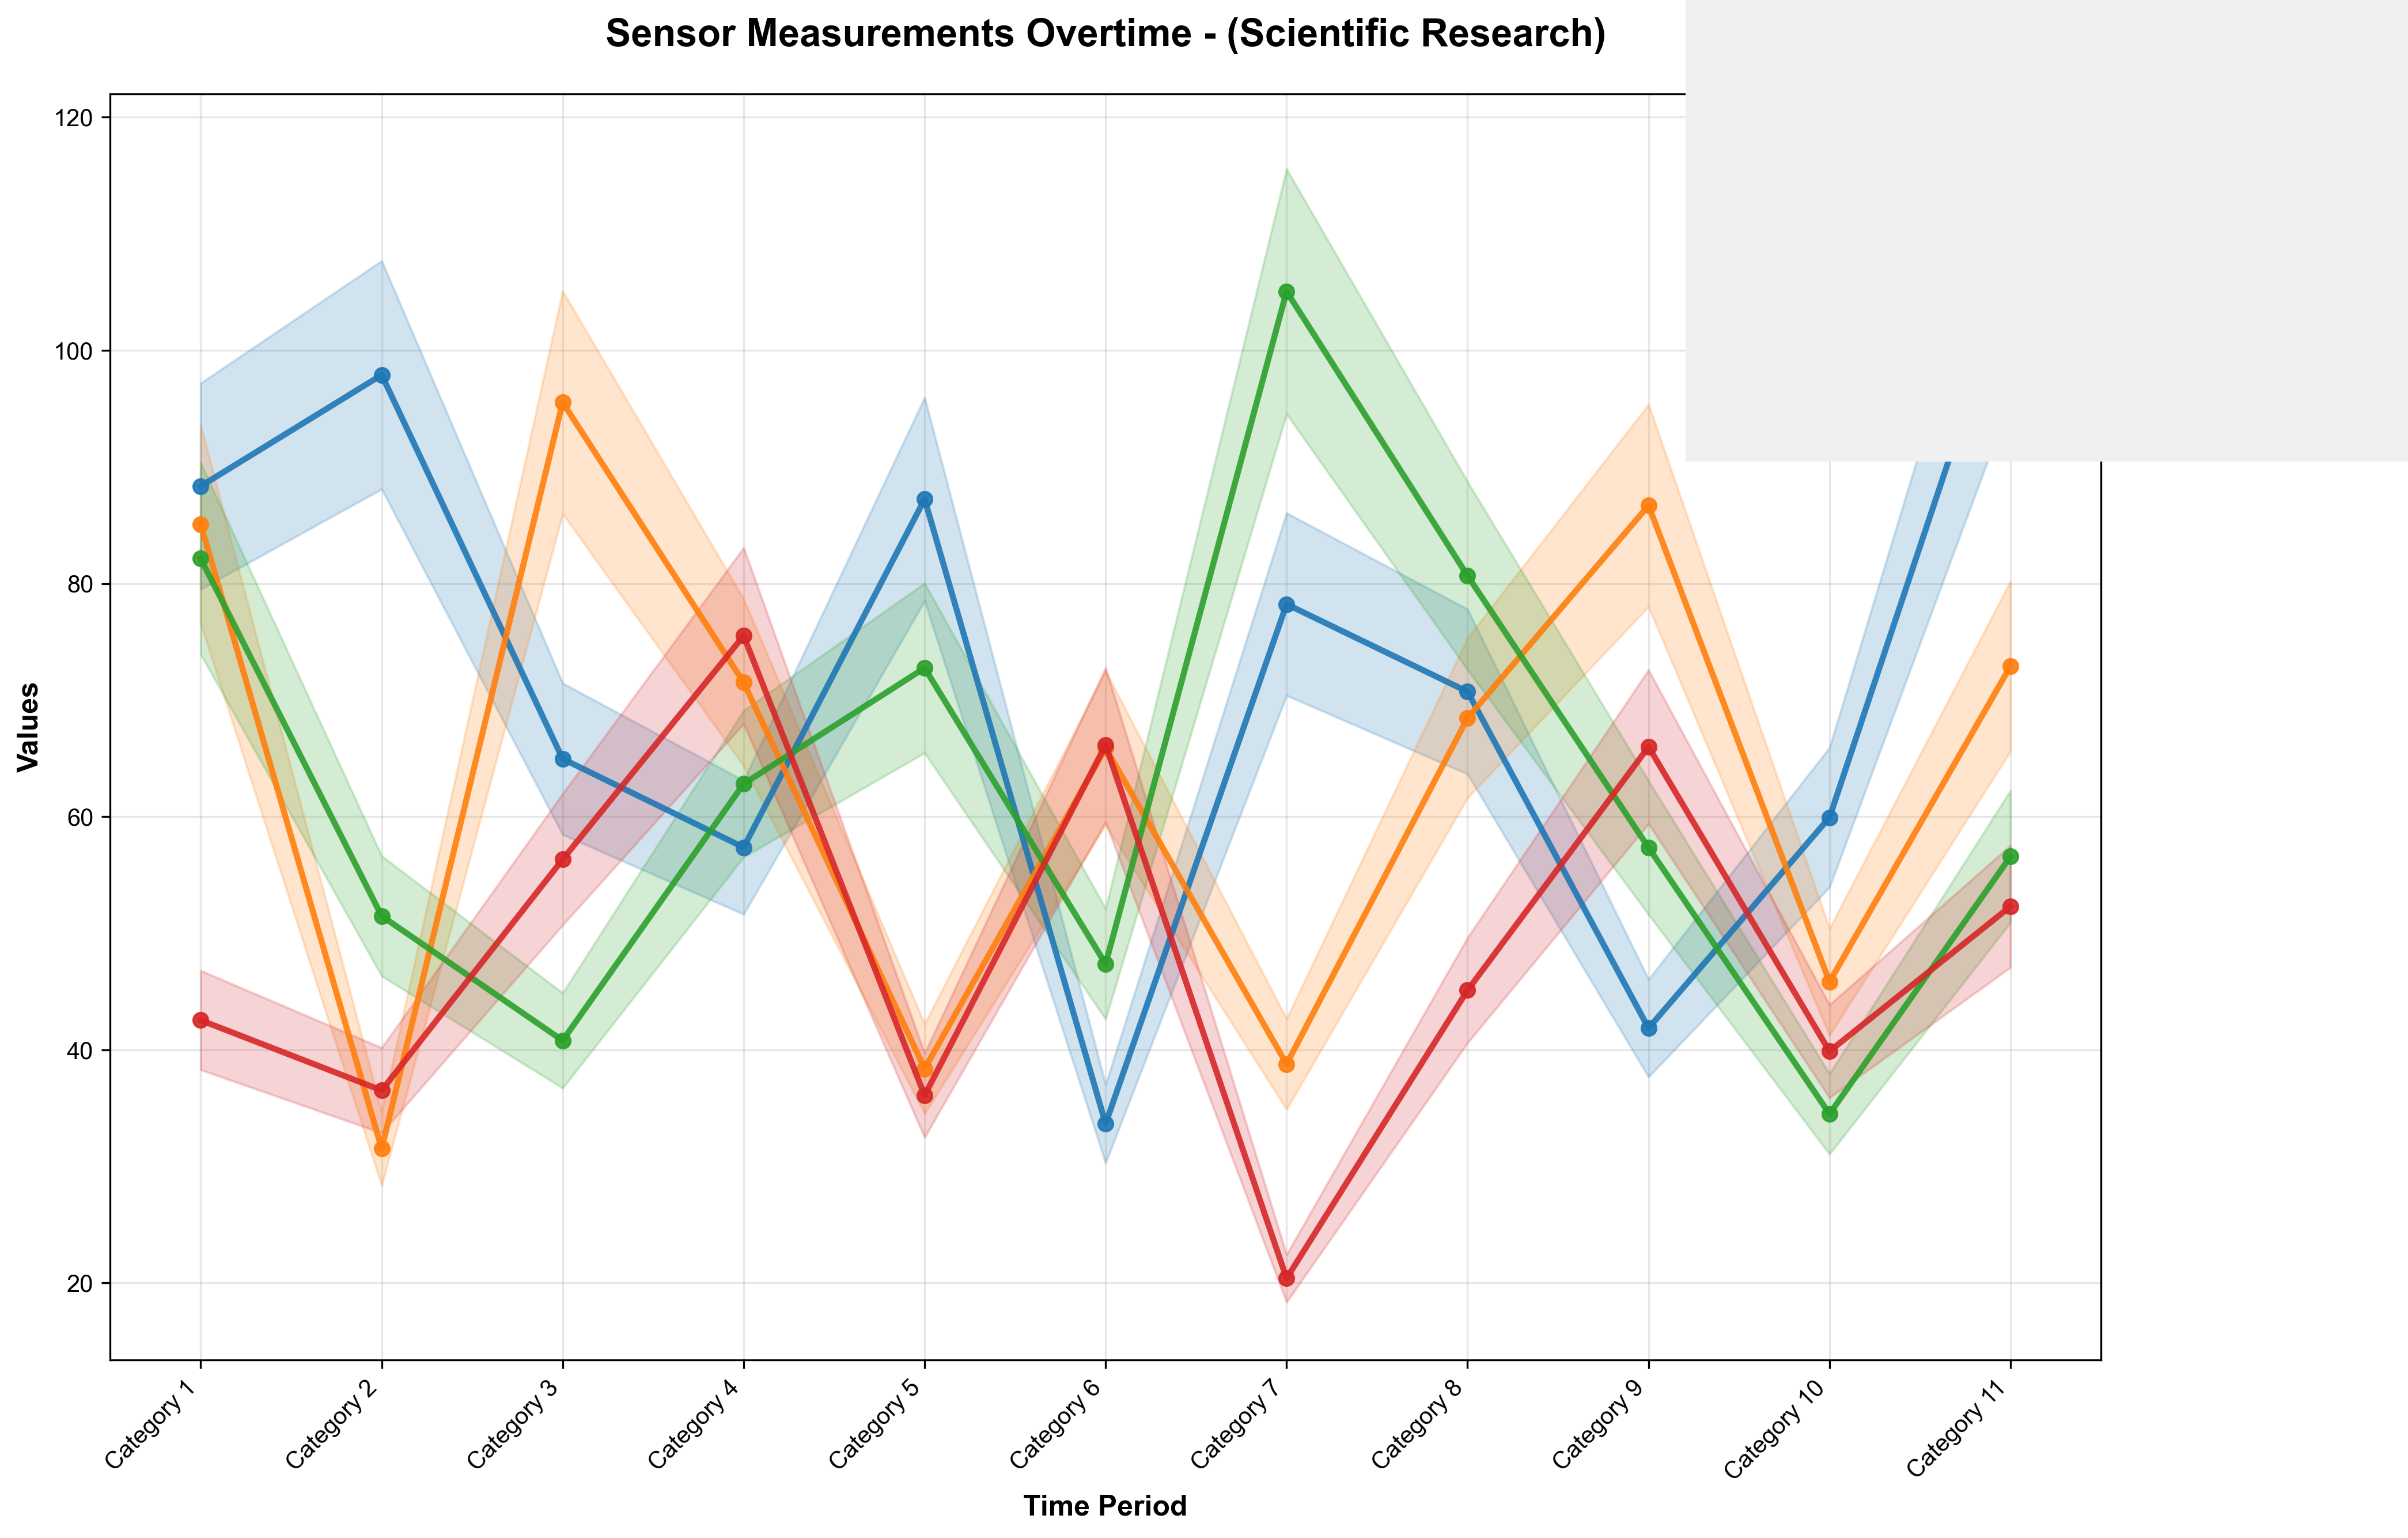 Sensor Measurements Overtime - (Scientific Research)
120
100
80
60
40
20
Values
Category 1
Category 2
Category 3
Category 4
Category 5
Category 6
Category 7
Category 8
Category 9
Category 10
Category 11
Time Period